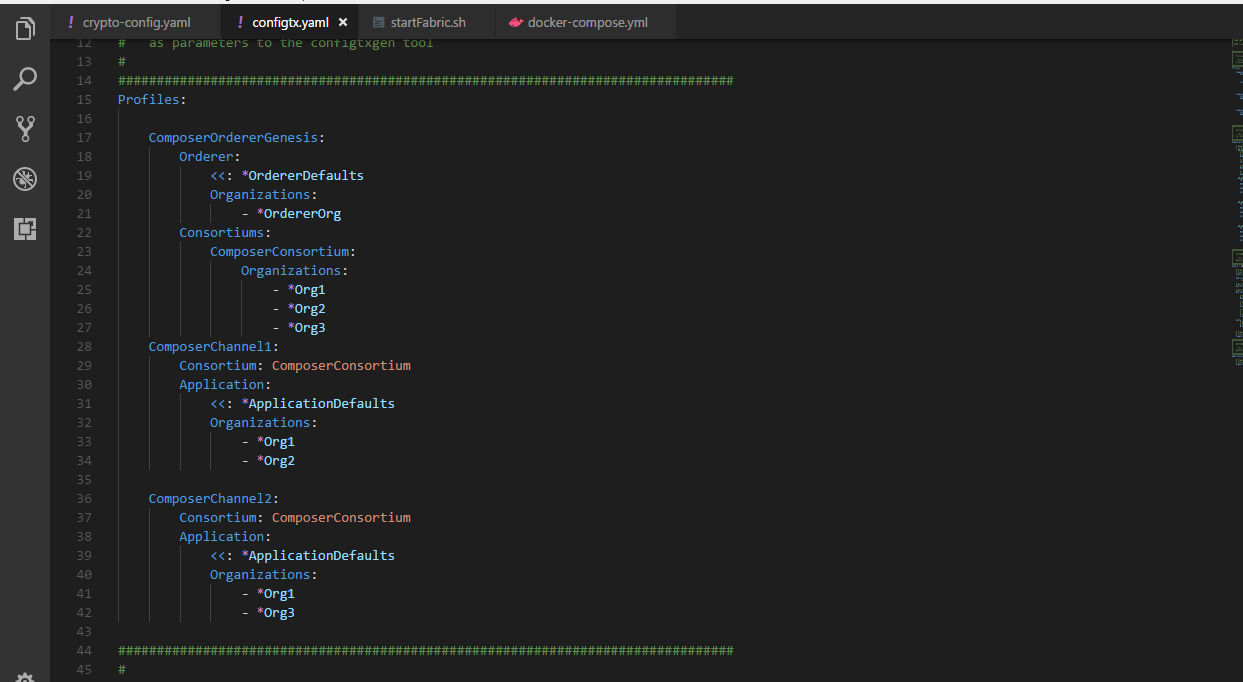 crypto-config.yaml configtx.yaml startFabric.sh docker-compose.yml
12 # as parameters to the configtxgen tool
13 #
14 ################################################################################
15 Profiles:
16
17 ComposerOrdererGenesis:
18 Orderer:
19 <<: *OrdererDefaults
20 Organizations:
21 - *OrdererOrg
22 Consortiums:
23 ComposerConsortium:
24 Organizations:
25 - *Org1
26 - *Org2
27 - *Org3
28 ComposerChannel1:
29 Consortium: ComposerConsortium
30 Application:
31 <<: *ApplicationDefaults
32 Organizations:
33 - *Org1
34 - *Org2
35
36 ComposerChannel2:
37 Consortium: ComposerConsortium
38 Application:
39 <<: *ApplicationDefaults
40 Organizations:
41 - *Org1
42 - *Org3
43
44 ################################################################################
45 #